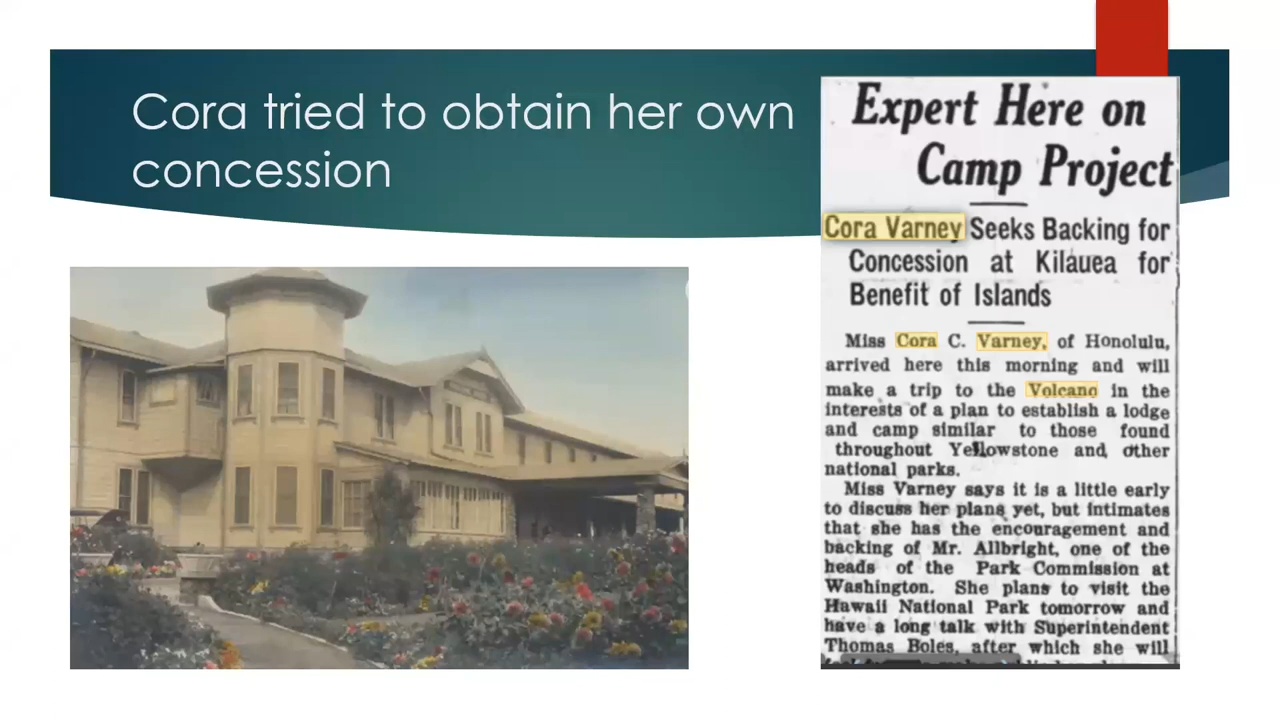 Cora tried to obtain her own
concession
Expert Here on
Camp Project
Cora Varney Seeks Backing for
Concession at Kilauea for
Benefit of Islands
Miss Cora C. Varney, of Honolulu,
arrived here this morning and will
make a trip to the Volcano in the
interests of a plan to establish a lodge
and camp similar to those found
throughout Yellowstone and other
national parks.
Miss Varney says it is a little early
to discuss her plans yet, but intimates
that she has the encouragement and
backing of Mr. Allbright, one of the
heads of the Park Commission at
Washington. She plans to visit the
Hawaii National Park tomorrow and
have a long talk with Superintendent
Thomas Boles, after which she will